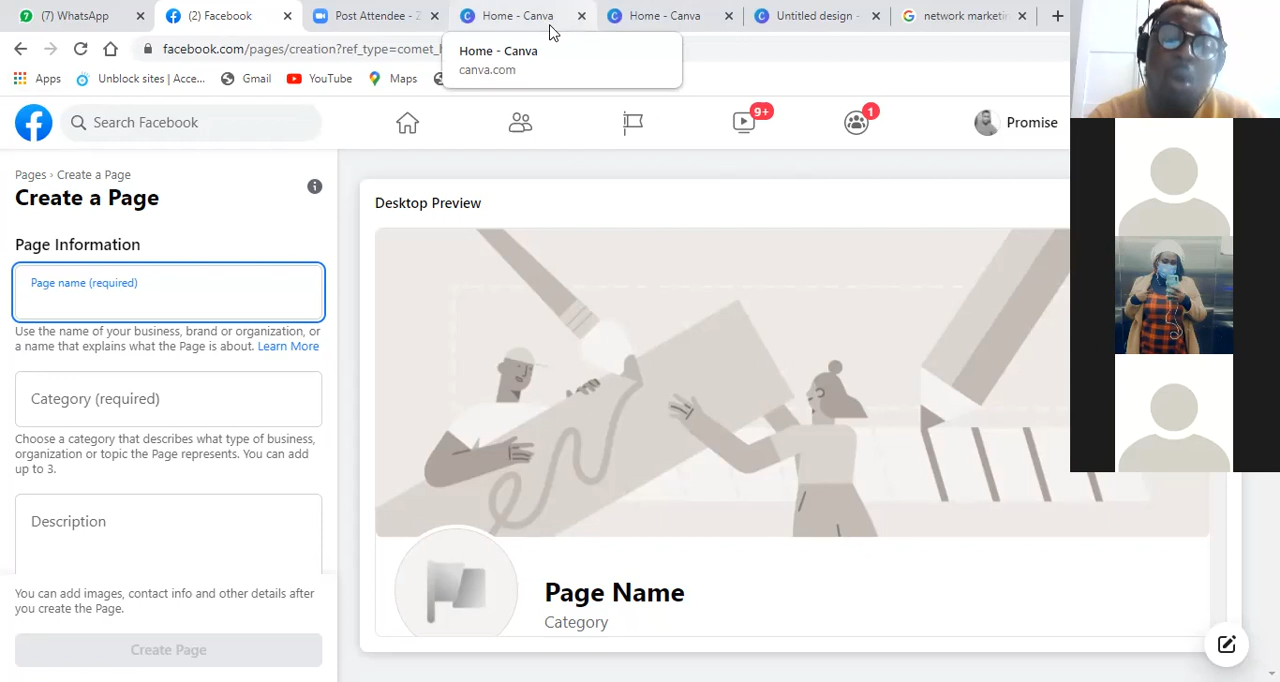 (7) WhatsApp
(2) Facebook
Post Attendee - Z
Home - Canva
Home - Canva
Untitled design -
network marketin
facebook.com/pages/creation?ref_type=comet_h
Home - Canva
canva.com
Apps
Unblock sites | Acce...
Gmail
YouTube
Maps
Search Facebook
9+
1
Promise
Pages › Create a Page
Create a Page
Page Information
Page name (required)
Use the name of your business, brand or organization, or
a name that explains what the Page is about. Learn More
Category (required)
Choose a category that describes what type of business,
organization or topic the Page represents. You can add
up to 3.
Description
You can add images, contact info and other details after
you create the Page.
Create Page
Desktop Preview
Page Name
Category